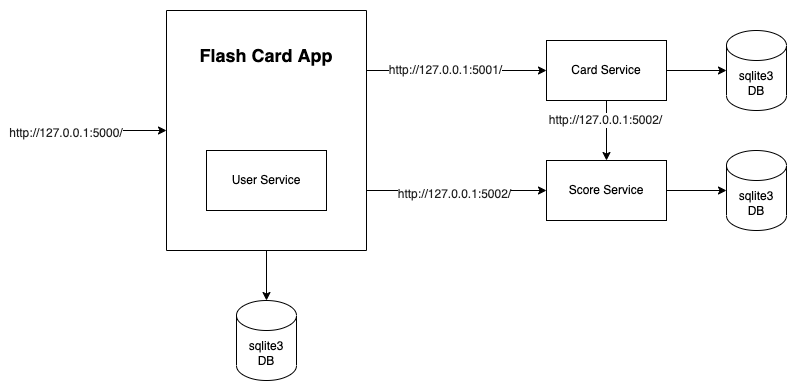 Flash Card App
http://127.0.0.1:5001/
Card Service
sqlite3
DB
http://127.0.0.1:5002/
http://127.0.0.1:5000/
User Service
http://127.0.0.1:5002/
Score Service
sqlite3
DB
sqlite3
DB